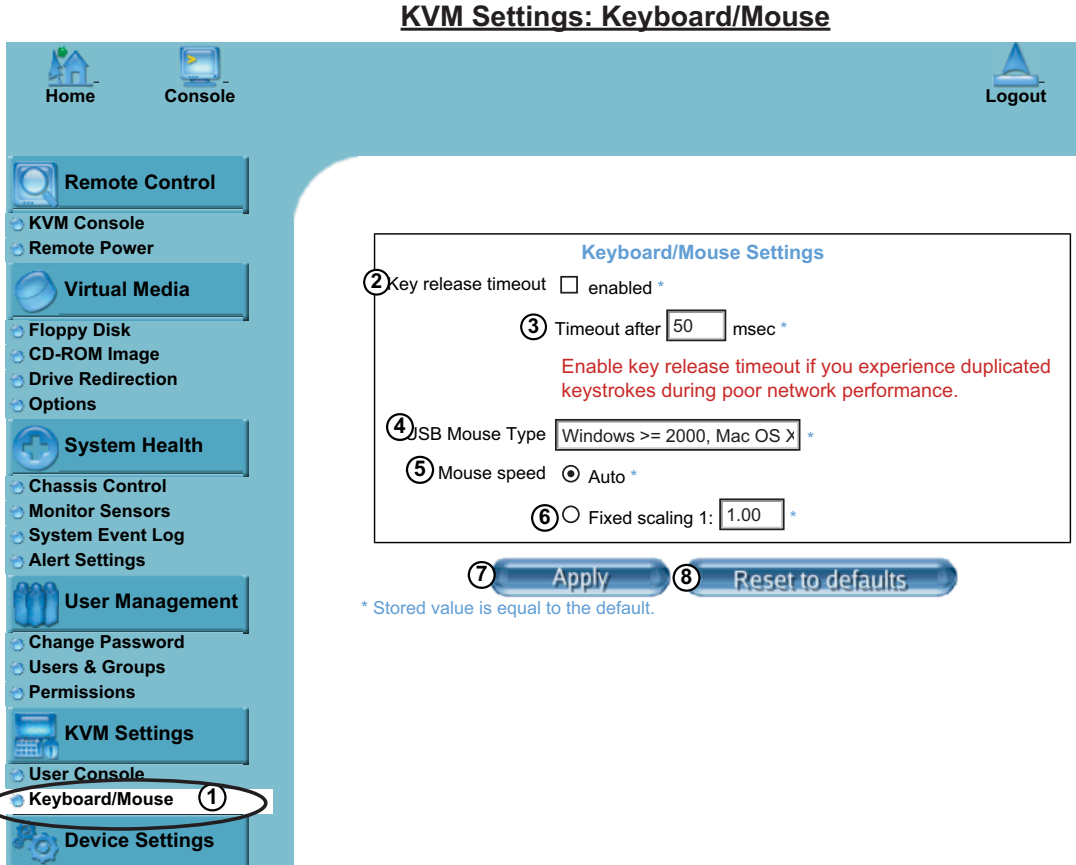 KVM Settings: Keyboard/Mouse
Home
Console
Logout
Remote Control
KVM Console
Remote Power
Virtual Media
Floppy Disk
CD-ROM Image
Drive Redirection
Options
System Health
Chassis Control
Monitor Sensors
System Event Log
Alert Settings
User Management
Change Password
Users & Groups
Permissions
KVM Settings
User Console
Keyboard/Mouse 1
Device Settings
Keyboard/Mouse Settings
2 Key release timeout enabled *
3 Timeout after 50 msec *
Enable key release timeout if you experience duplicated
keystrokes during poor network performance.
4 USB Mouse Type Windows >= 2000, Mac OS X *
5 Mouse speed Auto *
6 Fixed scaling 1: 1.00 *
7 Apply 8 Reset to defaults
* Stored value is equal to the default.